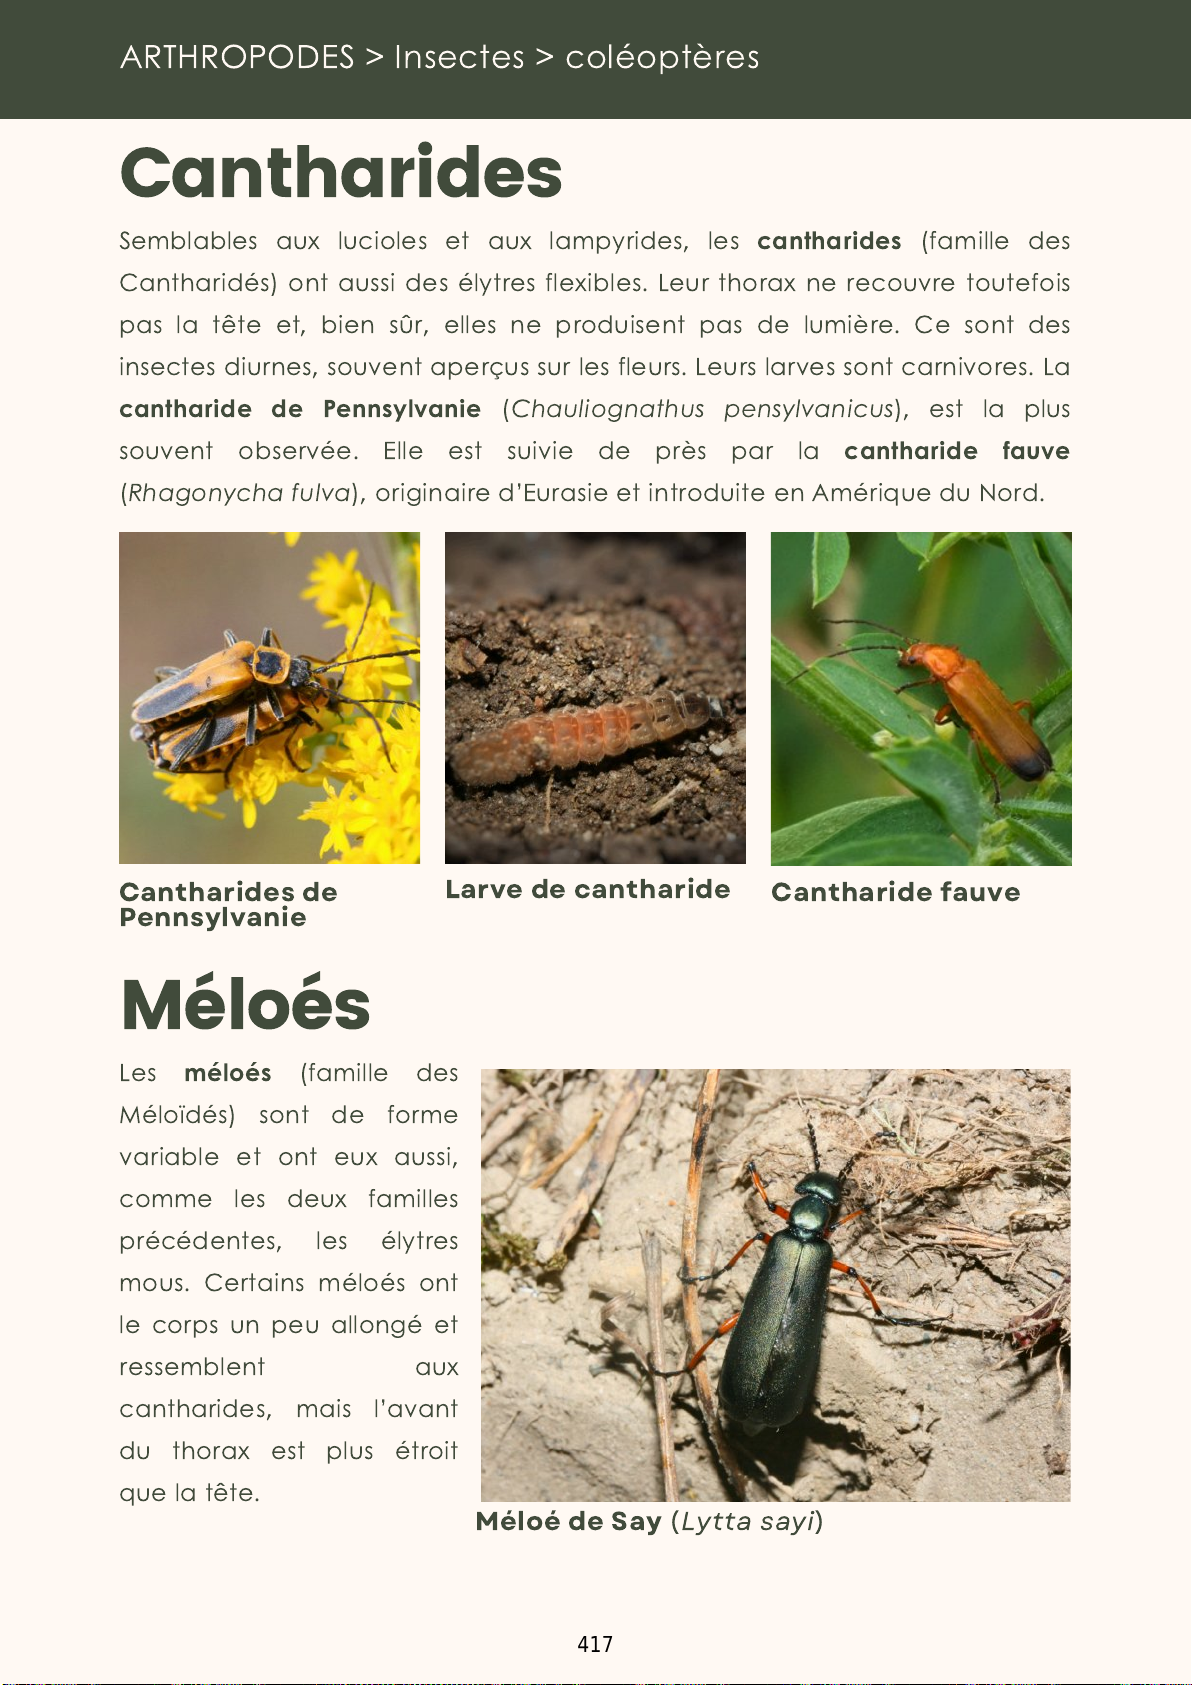 ARTHROPODES > Insectes > coléoptères
Cantharides
Semblables aux lucioles et aux lampyrides, les cantharides (famille des
Cantharidés) ont aussi des élytres flexibles. Leur thorax ne recouvre toutefois
pas la tête et, bien sûr, elles ne produisent pas de lumière. Ce sont des
insectes diurnes, souvent aperçus sur les fleurs. Leurs larves sont carnivores. La
cantharide de Pennsylvanie (Chauliognathus pensylvanicus), est la plus
souvent observée. Elle est suivie de près par la cantharide fauve
(Rhagonycha fulva), originaire d’Eurasie et introduite en Amérique du Nord.
Cantharides de
Pennsylvanie
Larve de cantharide
Cantharide fauve
Méloés
Les méloés (famille des
Méloïdés) sont de forme
variable et ont eux aussi,
comme les deux familles
précédentes, les élytres
mous. Certains méloés ont
le corps un peu allongé et
ressemblent aux
cantharides, mais l’avant
du thorax est plus étroit
que la tête.
Méloé de Say (Lytta sayi)
417